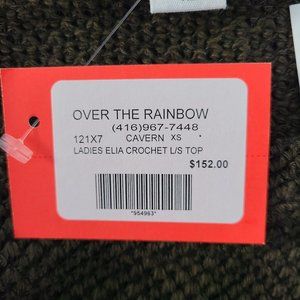 OVER THE RAINBOW
(416)967-7448
121X7 CAVERN XS *
LADIES ELIA CROCHET L/S TOP
$152.00
*954963*